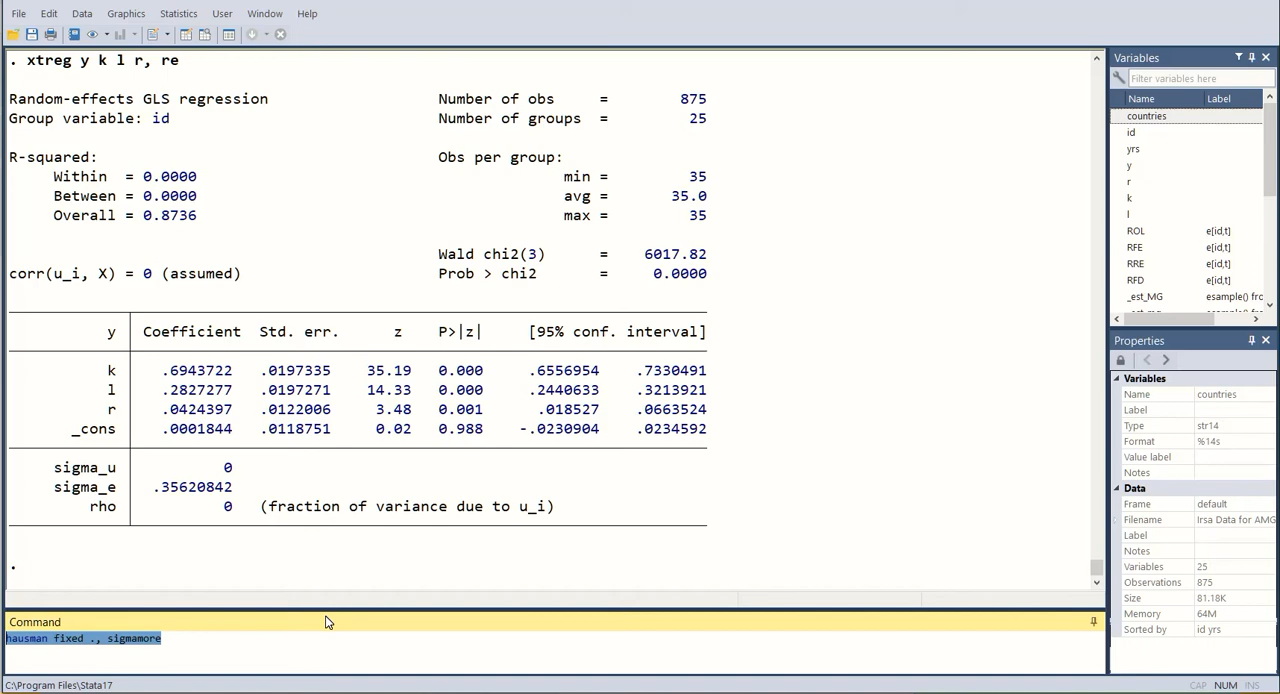 File Edit Data Graphics Statistics User Window Help
. xtreg y k l r, re
Random-effects GLS regression Number of obs = 875
Group variable: id Number of groups = 25
R-squared: Obs per group:
Within = 0.0000 min = 35
Between = 0.0000 avg = 35.0
Overall = 0.8736 max = 35
Wald chi2(3) = 6017.82
corr(u_i, X) = 0 (assumed) Prob > chi2 = 0.0000
y Coefficient Std. err. z P>|z| [95% conf. interval]
k .6943722 .0197335 35.19 0.000 .6556954 .7330491
l .2827277 .0197271 14.33 0.000 .2440633 .3213921
r .0424397 .0122006 3.48 0.001 .018527 .0663524
_cons .0001844 .0118751 0.02 0.988 -.0230904 .0234592
sigma_u 0
sigma_e .35620842
rho 0 (fraction of variance due to u_i)
.
Command
hausman fixed ., sigmamore
C:\Program Files\Stata17
CAP NUM INS
Variables
Filter variables here
Name Label
countries
id
yrs
y
r
k
l
ROL e[id,t]
RFE e[id,t]
RRE e[id,t]
RFD e[id,t]
_est_MG esample() fro
Properties
Variables
Name countries
Label
Type str14
Format %14s
Value label
Notes
Data
Frame default
Filename Irsa Data for AMG
Label
Notes
Variables 25
Observations 875
Size 81.18K
Memory 64M
Sorted by id yrs